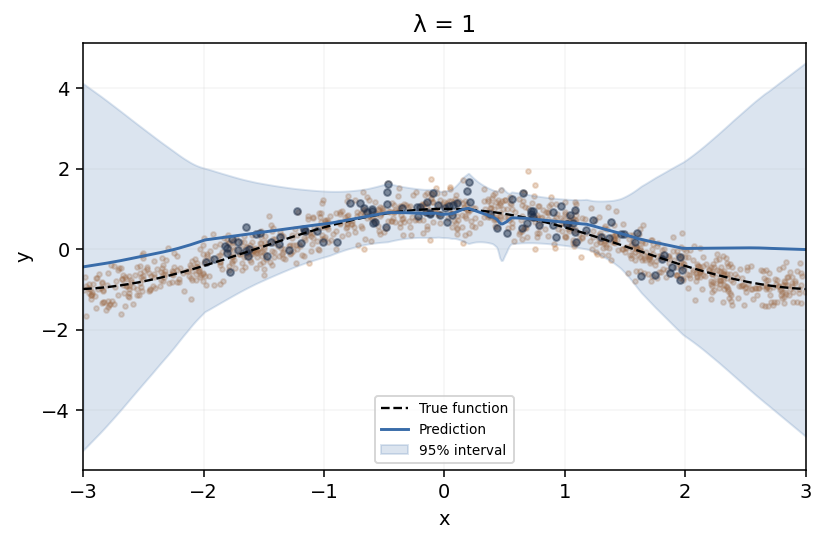 λ = 1
y
4
2
0
−2
−4
True function
Prediction
95% interval
−3 −2 −1 0 1 2 3
x